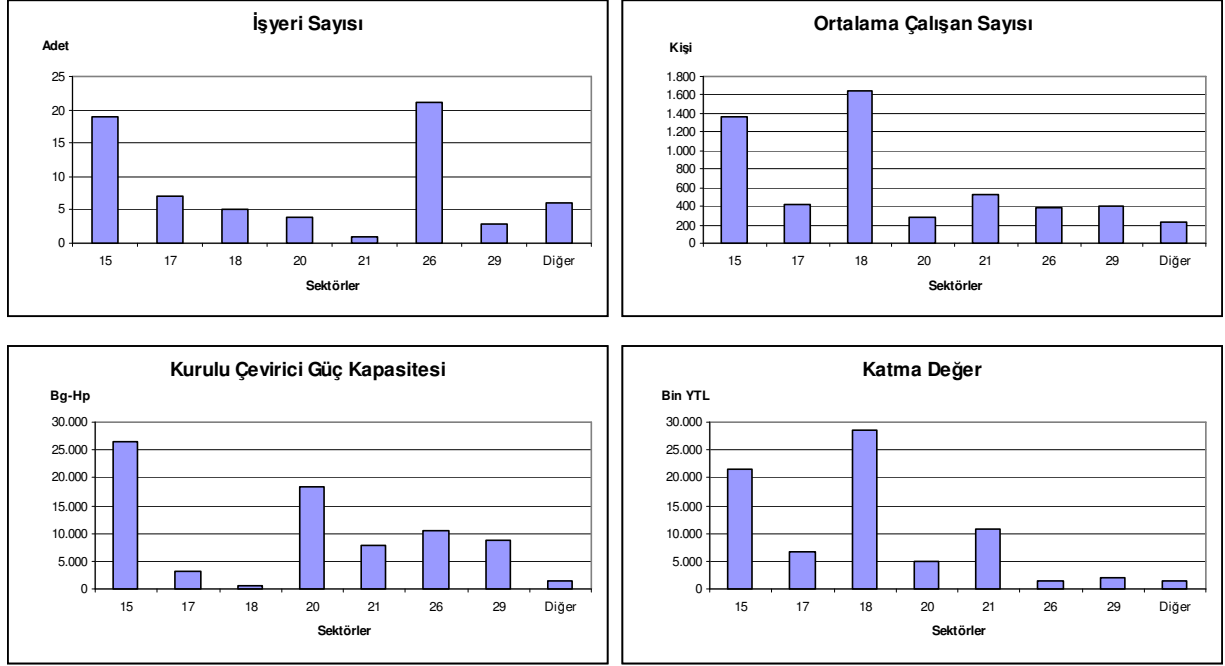 İşyeri Sayısı
Adet
25
20
15
10
5
0
15 17 18 20 21 26 29 Diğer
Sektörler
Ortalama Çalışan Sayısı
Kişi
1.800
1.600
1.400
1.200
1.000
800
600
400
200
0
15 17 18 20 21 26 29 Diğer
Sektörler
Kurulu Çevirici Güç Kapasitesi
Bg-Hp
30.000
25.000
20.000
15.000
10.000
5.000
0
15 17 18 20 21 26 29 Diğer
Sektörler
Katma Değer
Bin YTL
30.000
25.000
20.000
15.000
10.000
5.000
0
15 17 18 20 21 26 29 Diğer
Sektörler